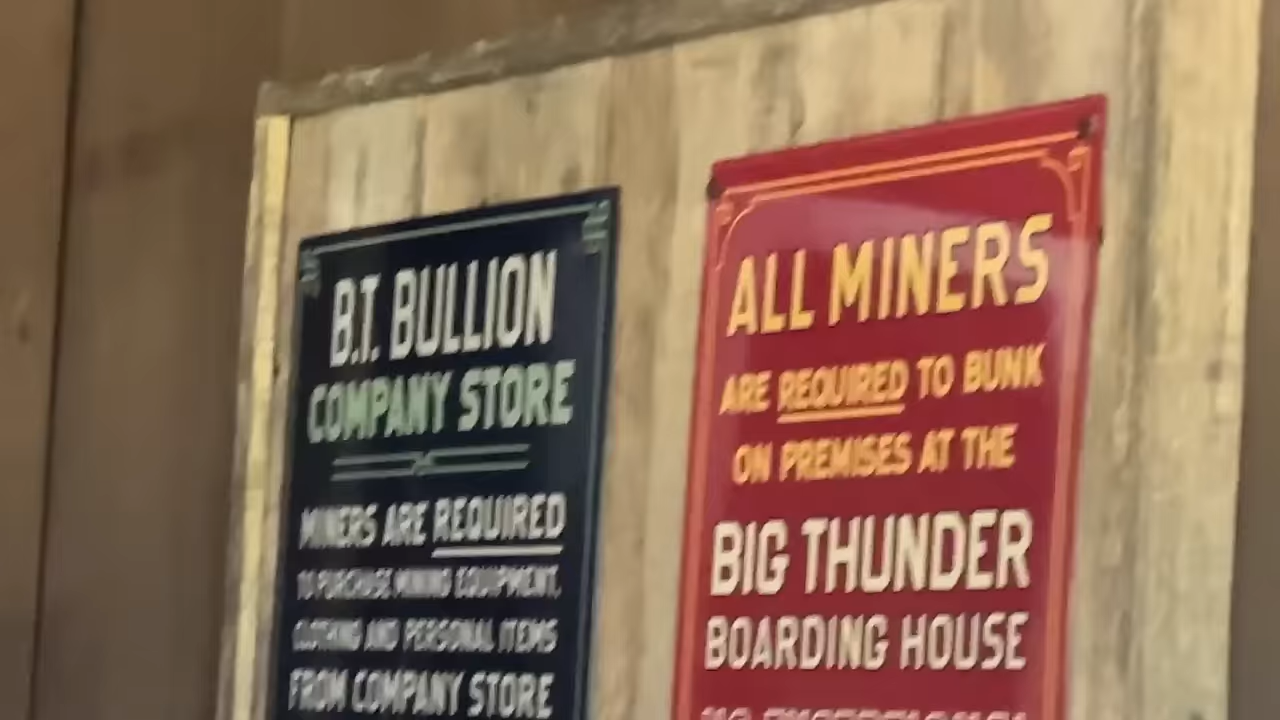 B.T. BULLION
COMPANY STORE
MINERS ARE REQUIRED
TO PURCHASE MINING EQUIPMENT,
CLOTHING AND PERSONAL ITEMS
FROM COMPANY STORE
ALL MINERS
ARE REQUIRED TO BUNK
ON PREMISES AT THE
BIG THUNDER
BOARDING HOUSE